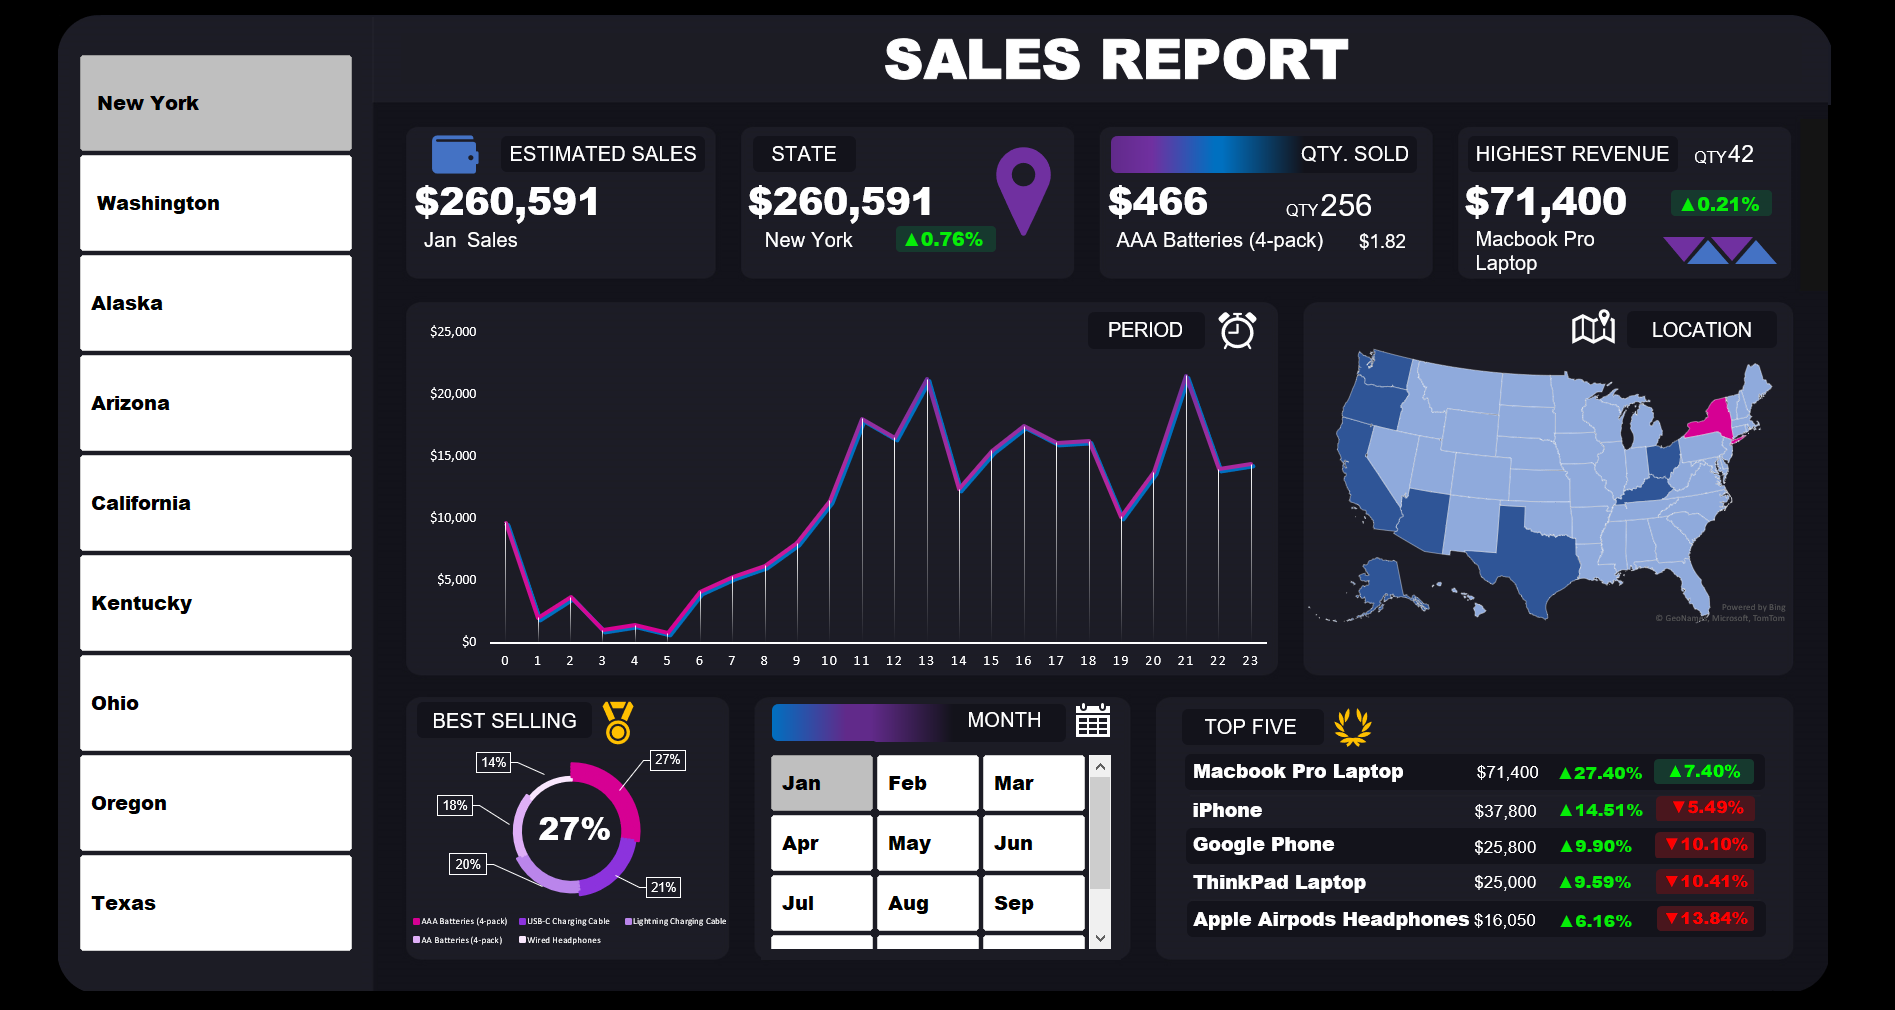 SALES REPORT
New York
Washington
Alaska
Arizona
California
Kentucky
Ohio
Oregon
Texas
ESTIMATED SALES
$260,591
Jan Sales
STATE
$260,591
New York ▲0.76%
QTY. SOLD
$466 QTY 256
AAA Batteries (4-pack) $1.82
HIGHEST REVENUE QTY 42
$71,400 ▲0.21%
Macbook Pro
Laptop
PERIOD
$25,000
$20,000
$15,000
$10,000
$5,000
$0
0 1 2 3 4 5 6 7 8 9 10 11 12 13 14 15 16 17 18 19 20 21 22 23
LOCATION
Powered by Bing
© GeoNames, Microsoft, TomTom
BEST SELLING
14% 27%
18%
27%
20%
21%
AAA Batteries (4-pack) USB-C Charging Cable Lightning Charging Cable
AA Batteries (4-pack) Wired Headphones
MONTH
Jan Feb Mar
Apr May Jun
Jul Aug Sep
TOP FIVE
Macbook Pro Laptop $71,400 ▲27.40% ▲7.40%
iPhone $37,800 ▲14.51% ▼5.49%
Google Phone $25,800 ▲9.90% ▼10.10%
ThinkPad Laptop $25,000 ▲9.59% ▼10.41%
Apple Airpods Headphones $16,050 ▲6.16% ▼13.84%